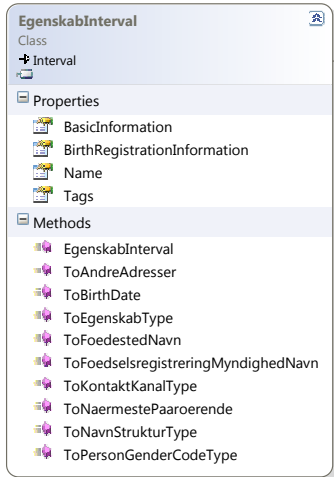 EgenskabInterval
Class
Interval
Properties
BasicInformation
BirthRegistrationInformation
Name
Tags
Methods
EgenskabInterval
ToAndreAdresser
ToBirthDate
ToEgenskabType
ToFoedestedNavn
ToFoedselsregistreringMyndighedNavn
ToKontaktKanalType
ToNaermestePaaroerende
ToNavnStrukturType
ToPersonGenderCodeType